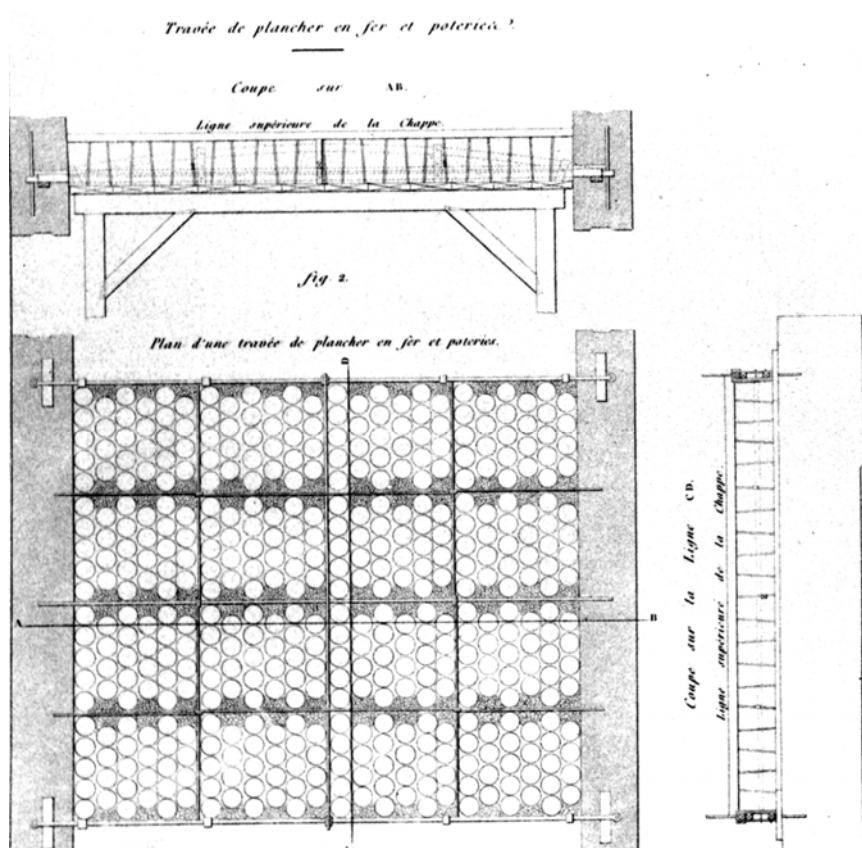 Travée de plancher en fer et poteries.
Coupe sur AB.
Ligne supérieure de la Chappe.
fig. 2.
Plan d'une travée de plancher en fer et poteries.
D
A
B
Coupe sur la Ligne CD.
Ligne supérieure de la Chappe.